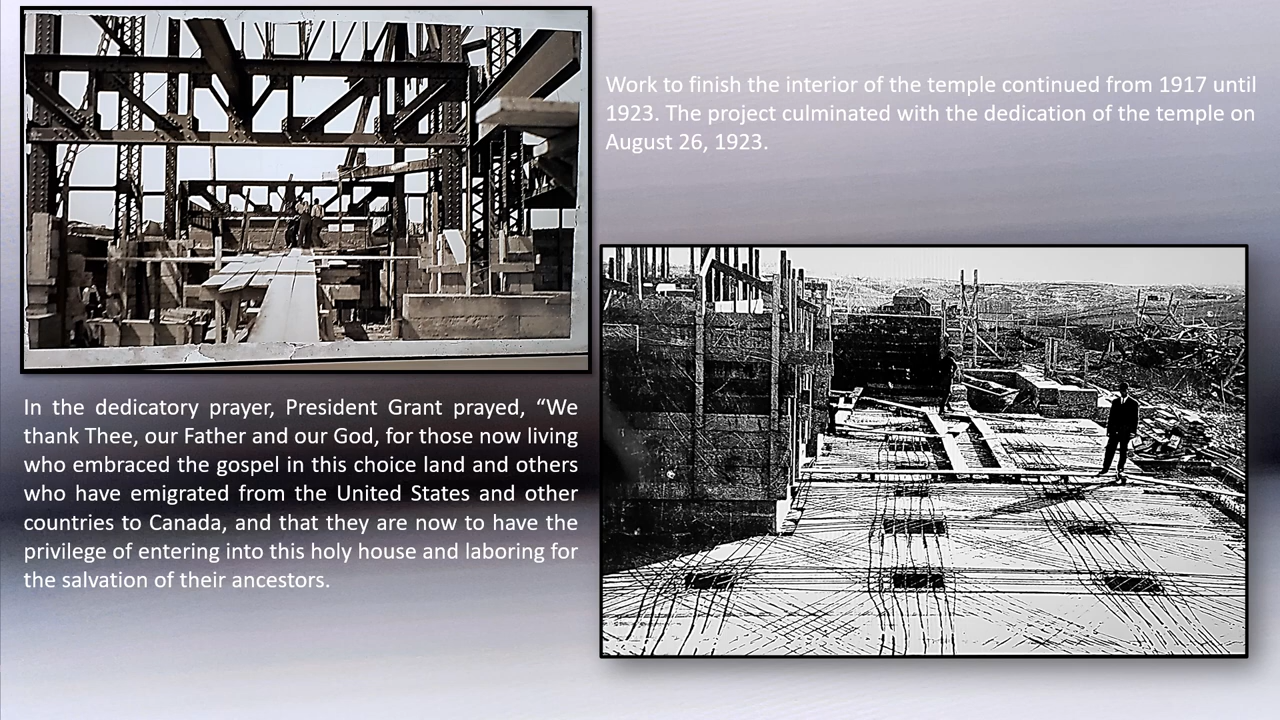 Work to finish the interior of the temple continued from 1917 until
1923. The project culminated with the dedication of the temple on
August 26, 1923.
In the dedicatory prayer, President Grant prayed, “We
thank Thee, our Father and our God, for those now living
who embraced the gospel in this choice land and others
who have emigrated from the United States and other
countries to Canada, and that they are now to have the
privilege of entering into this holy house and laboring for
the salvation of their ancestors.